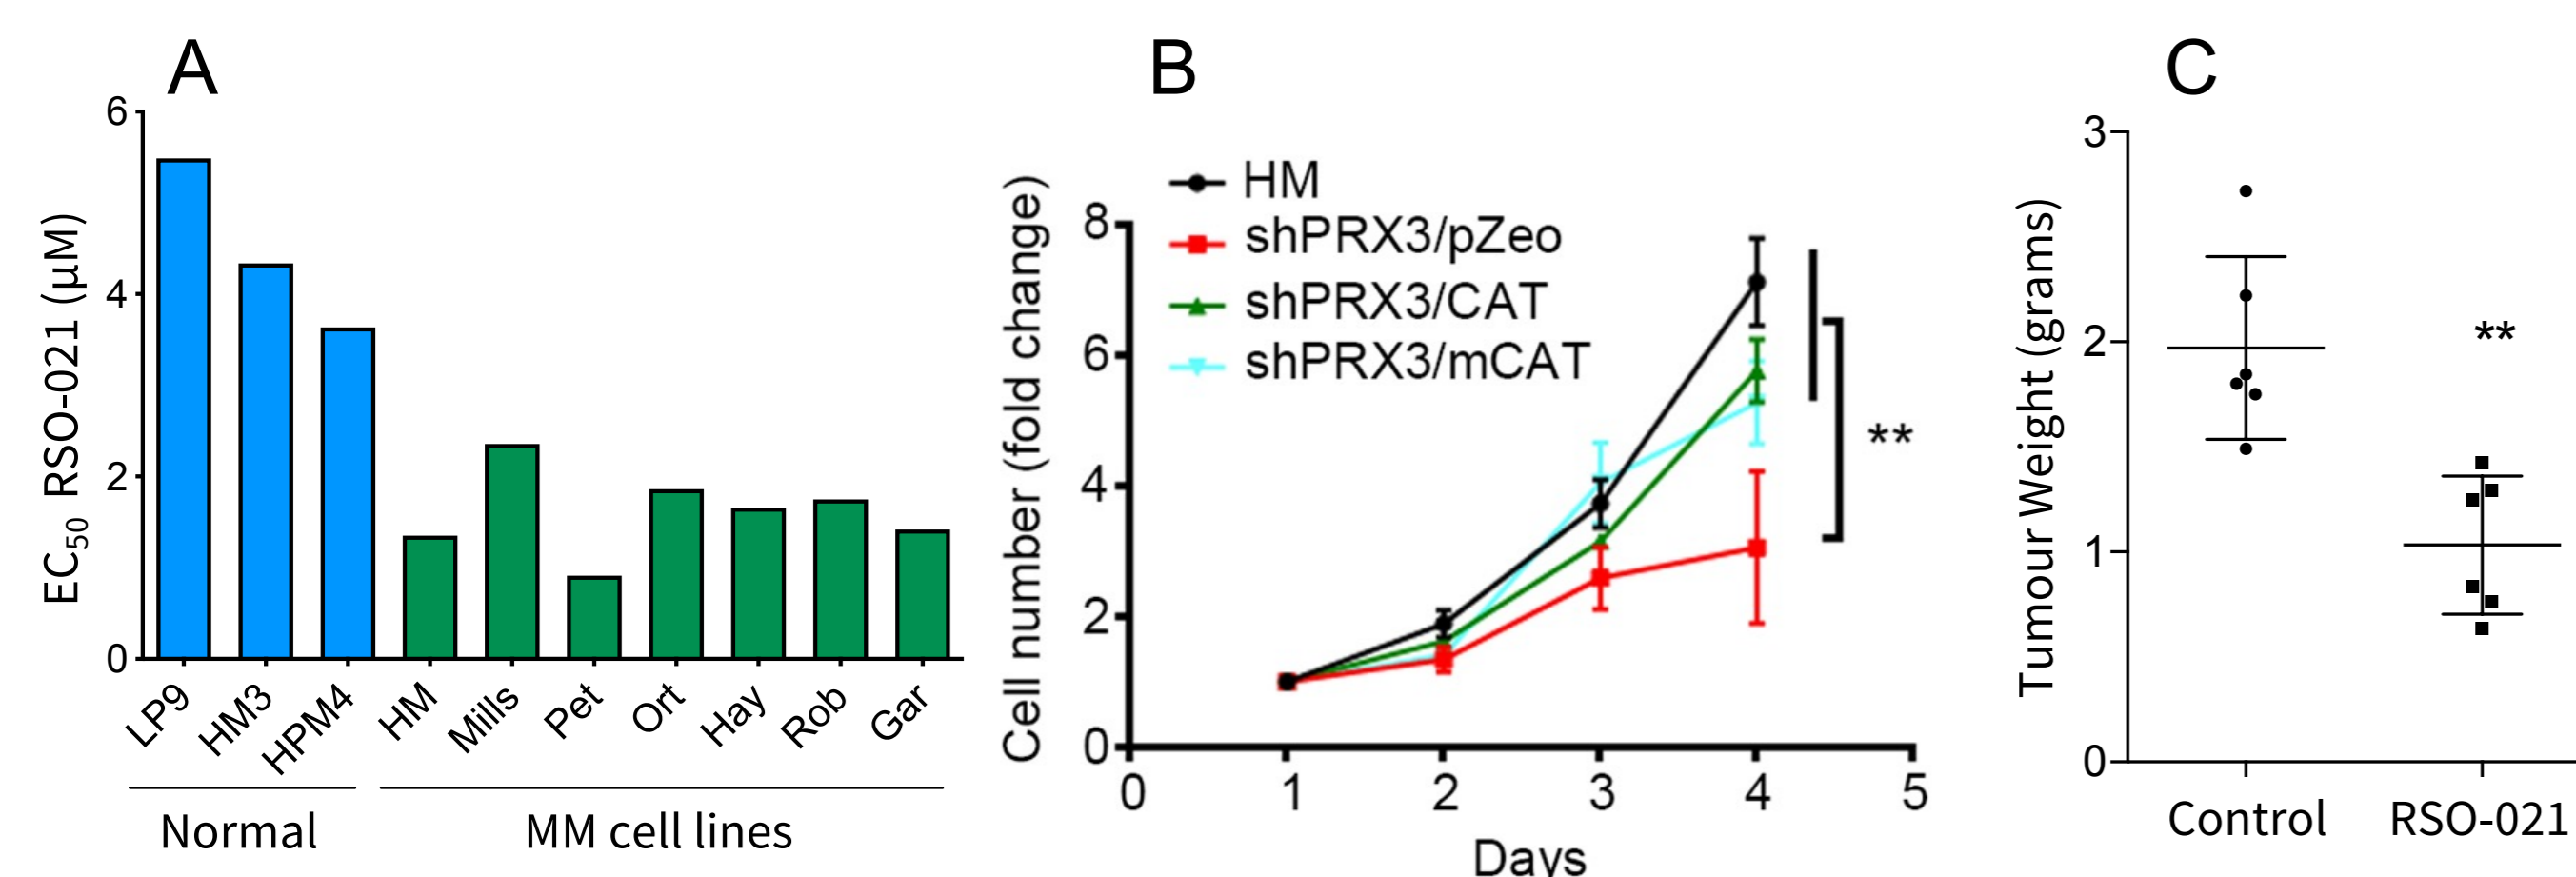 A
EC50 RSO-021 (μM)
6
4
2
0
LP9
HM3
HPM4
HM
Mills
Pet
Ort
Hay
Rob
Gar
Normal
MM cell lines
B
Cell number (fold change)
HM
shPRX3/pZeo
shPRX3/CAT
shPRX3/mCAT
8
6
4
2
0
**
0 1 2 3 4 5
Days
C
Tumour Weight (grams)
3
2
1
0
**
Control
RSO-021